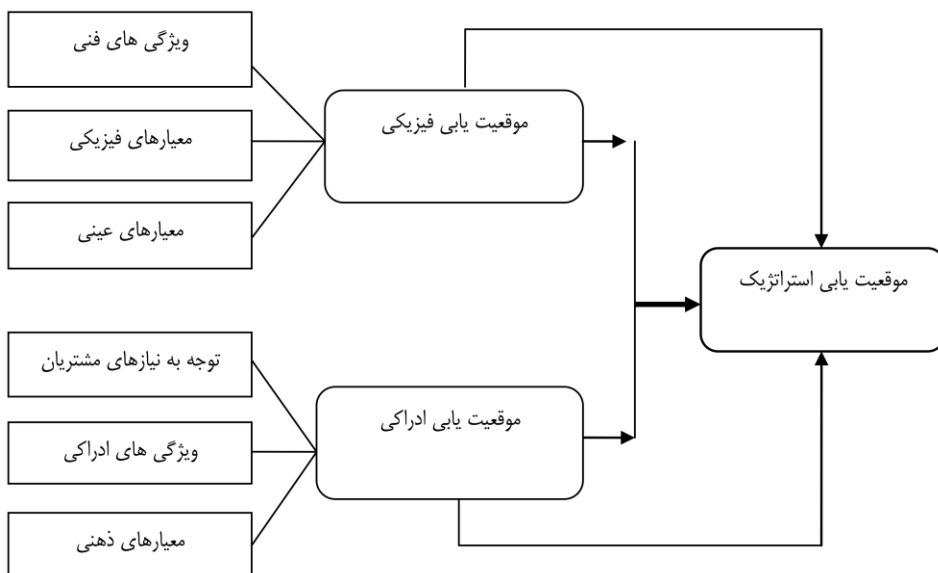 ویژگی های فنی
معیارهای فیزیکی
معیارهای عینی
موقعیت یابی فیزیکی
موقعیت یابی استراتژیک
توجه به نیازهای مشتریان
ویژگی های ادراکی
معیارهای ذهنی
موقعیت یابی ادراکی